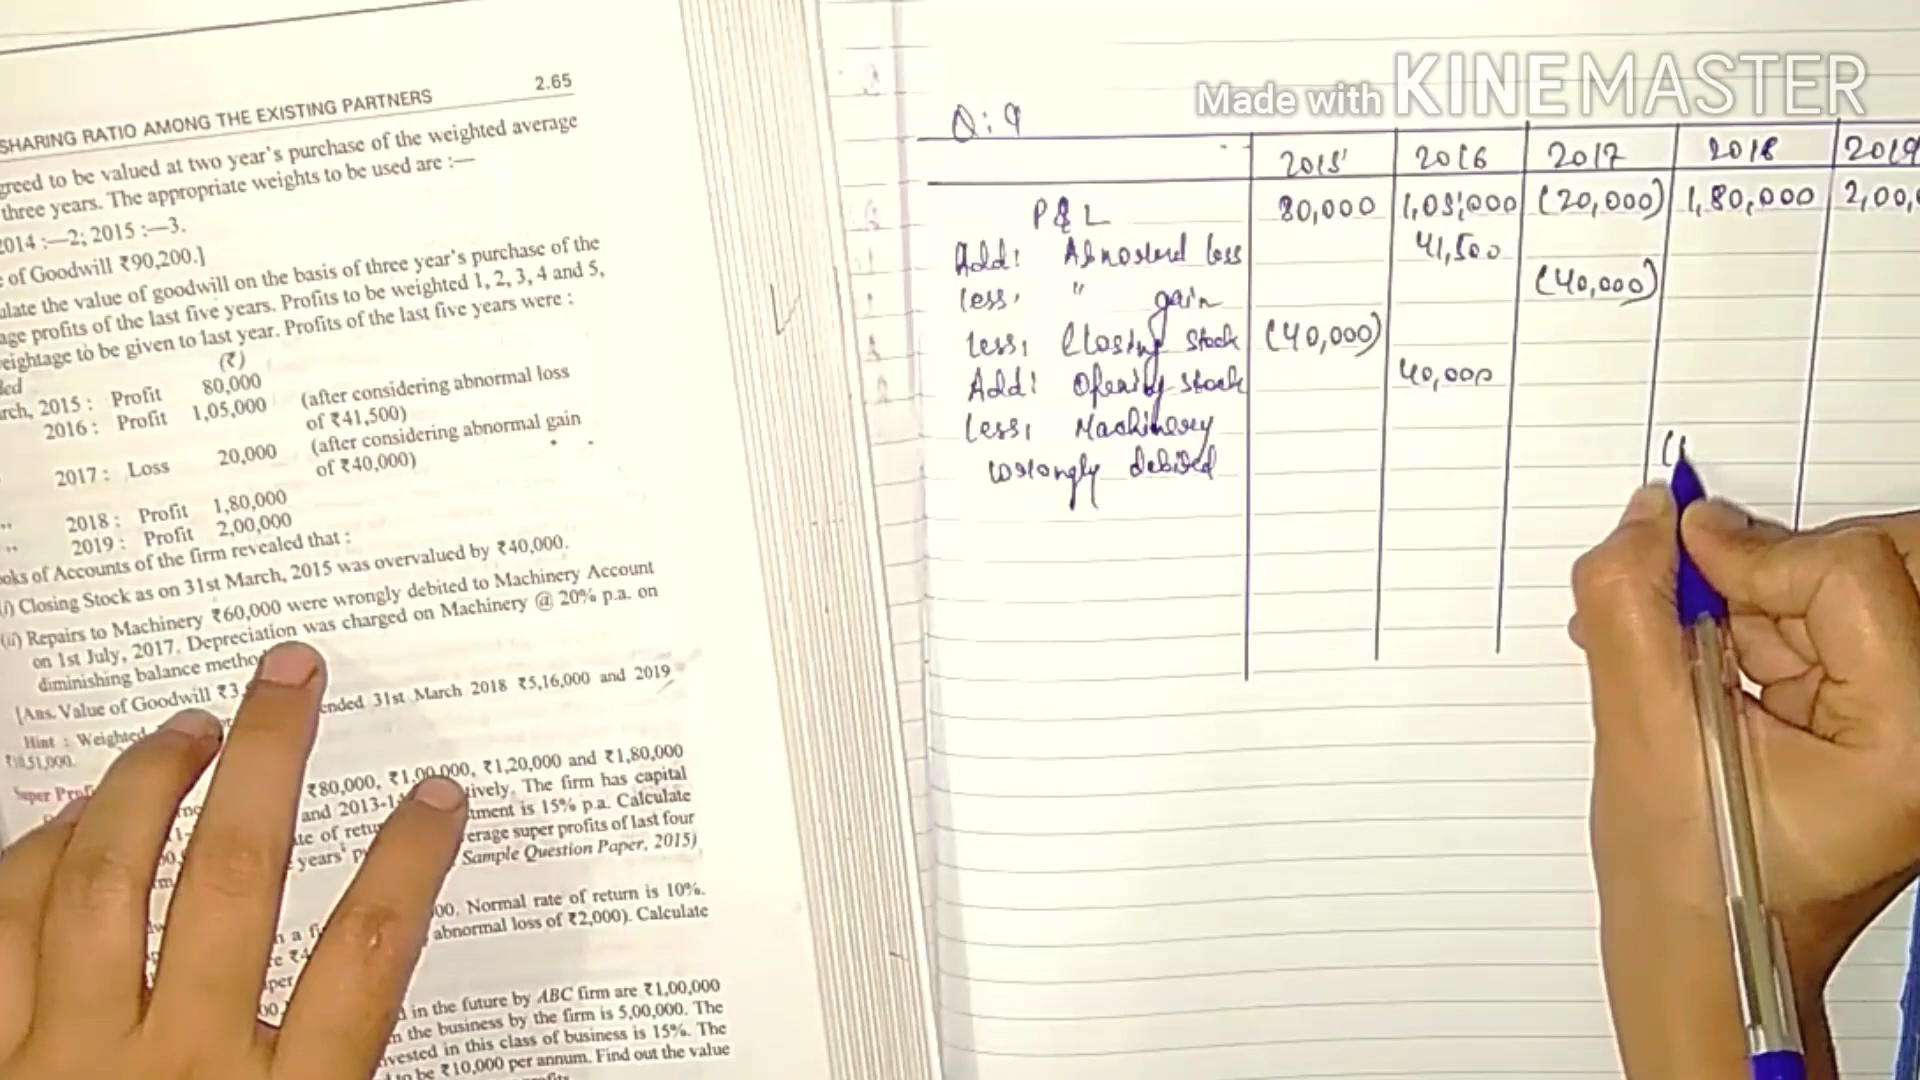 SHARING RATIO AMONG THE EXISTING PARTNERS 2.65
greed to be valued at two year's purchase of the weighted average
three years. The appropriate weights to be used are :—
2014 :—2; 2015 :—3.
of Goodwill ₹90,200.]
ulate the value of goodwill on the basis of three year's purchase of the
age profits of the last five years. Profits to be weighted 1, 2, 3, 4 and 5,
eightage to be given to last year. Profits of the last five years were :
(₹)
rch, 2015 : Profit 80,000
2016 : Profit 1,05,000 (after considering abnormal loss
of ₹41,500)
2017 : Loss 20,000 (after considering abnormal gain
of ₹40,000)
,, 2018 : Profit 1,80,000
,, 2019 : Profit 2,00,000
oks of Accounts of the firm revealed that :
(i) Closing Stock as on 31st March, 2015 was overvalued by ₹40,000.
(ii) Repairs to Machinery ₹60,000 were wrongly debited to Machinery Account
on 1st July, 2017. Depreciation was charged on Machinery @ 20% p.a. on
diminishing balance metho
[Ans. Value of Goodwill ₹3, ended 31st March 2018 ₹5,16,000 and 2019
Hint : Weighted
51,000.
Super Prof
₹80,000, ₹1,00,000, ₹1,20,000 and ₹1,80,000
and 2013-1 tively. The firm has capital
te of retu tment is 15% p.a. Calculate
years' p erage super profits of last four
Sample Question Paper, 2015)
00. Normal rate of return is 10%.
abnormal loss of ₹2,000). Calculate
in the future by ABC firm are ₹1,00,000
n the business by the firm is 5,00,000. The
vested in this class of business is 15%. The
to be ₹10,000 per annum. Find out the value
Made with KINEMASTER
Q: 9
2015 2016 2017 2018 2019
P & L 80,000 1,05,000 (20,000) 1,80,000 2,00,
Add: Abnormal loss 41,500
less, " gain (40,000)
less, Closing stock (40,000)
Add: Opening stock 40,000
less, Machinery
wrongly debited (